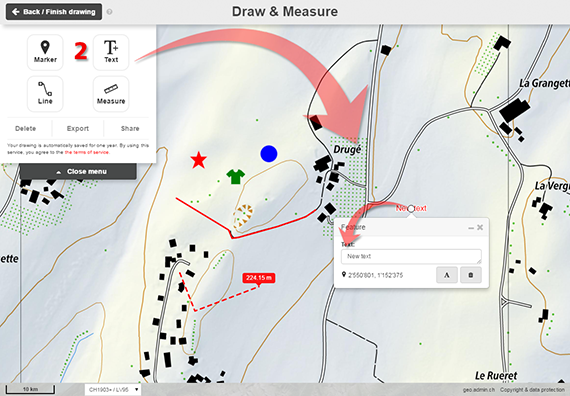 Back / Finish drawing
?
Draw & Measure
Marker
2
Text
Line
Measure
Delete Export Share
Your drawing is automatically saved for one year. By using this
service, you agree to the the terms of service.
Close menu
La Grangett
Drugé
La Vergr
New text
Feature
Text:
New text
2'550'801, 1'152'375
ette
224.15 m
Le Rueret
10 km
CH1903+ / LV95
geo.admin.ch
Copyright & data protection